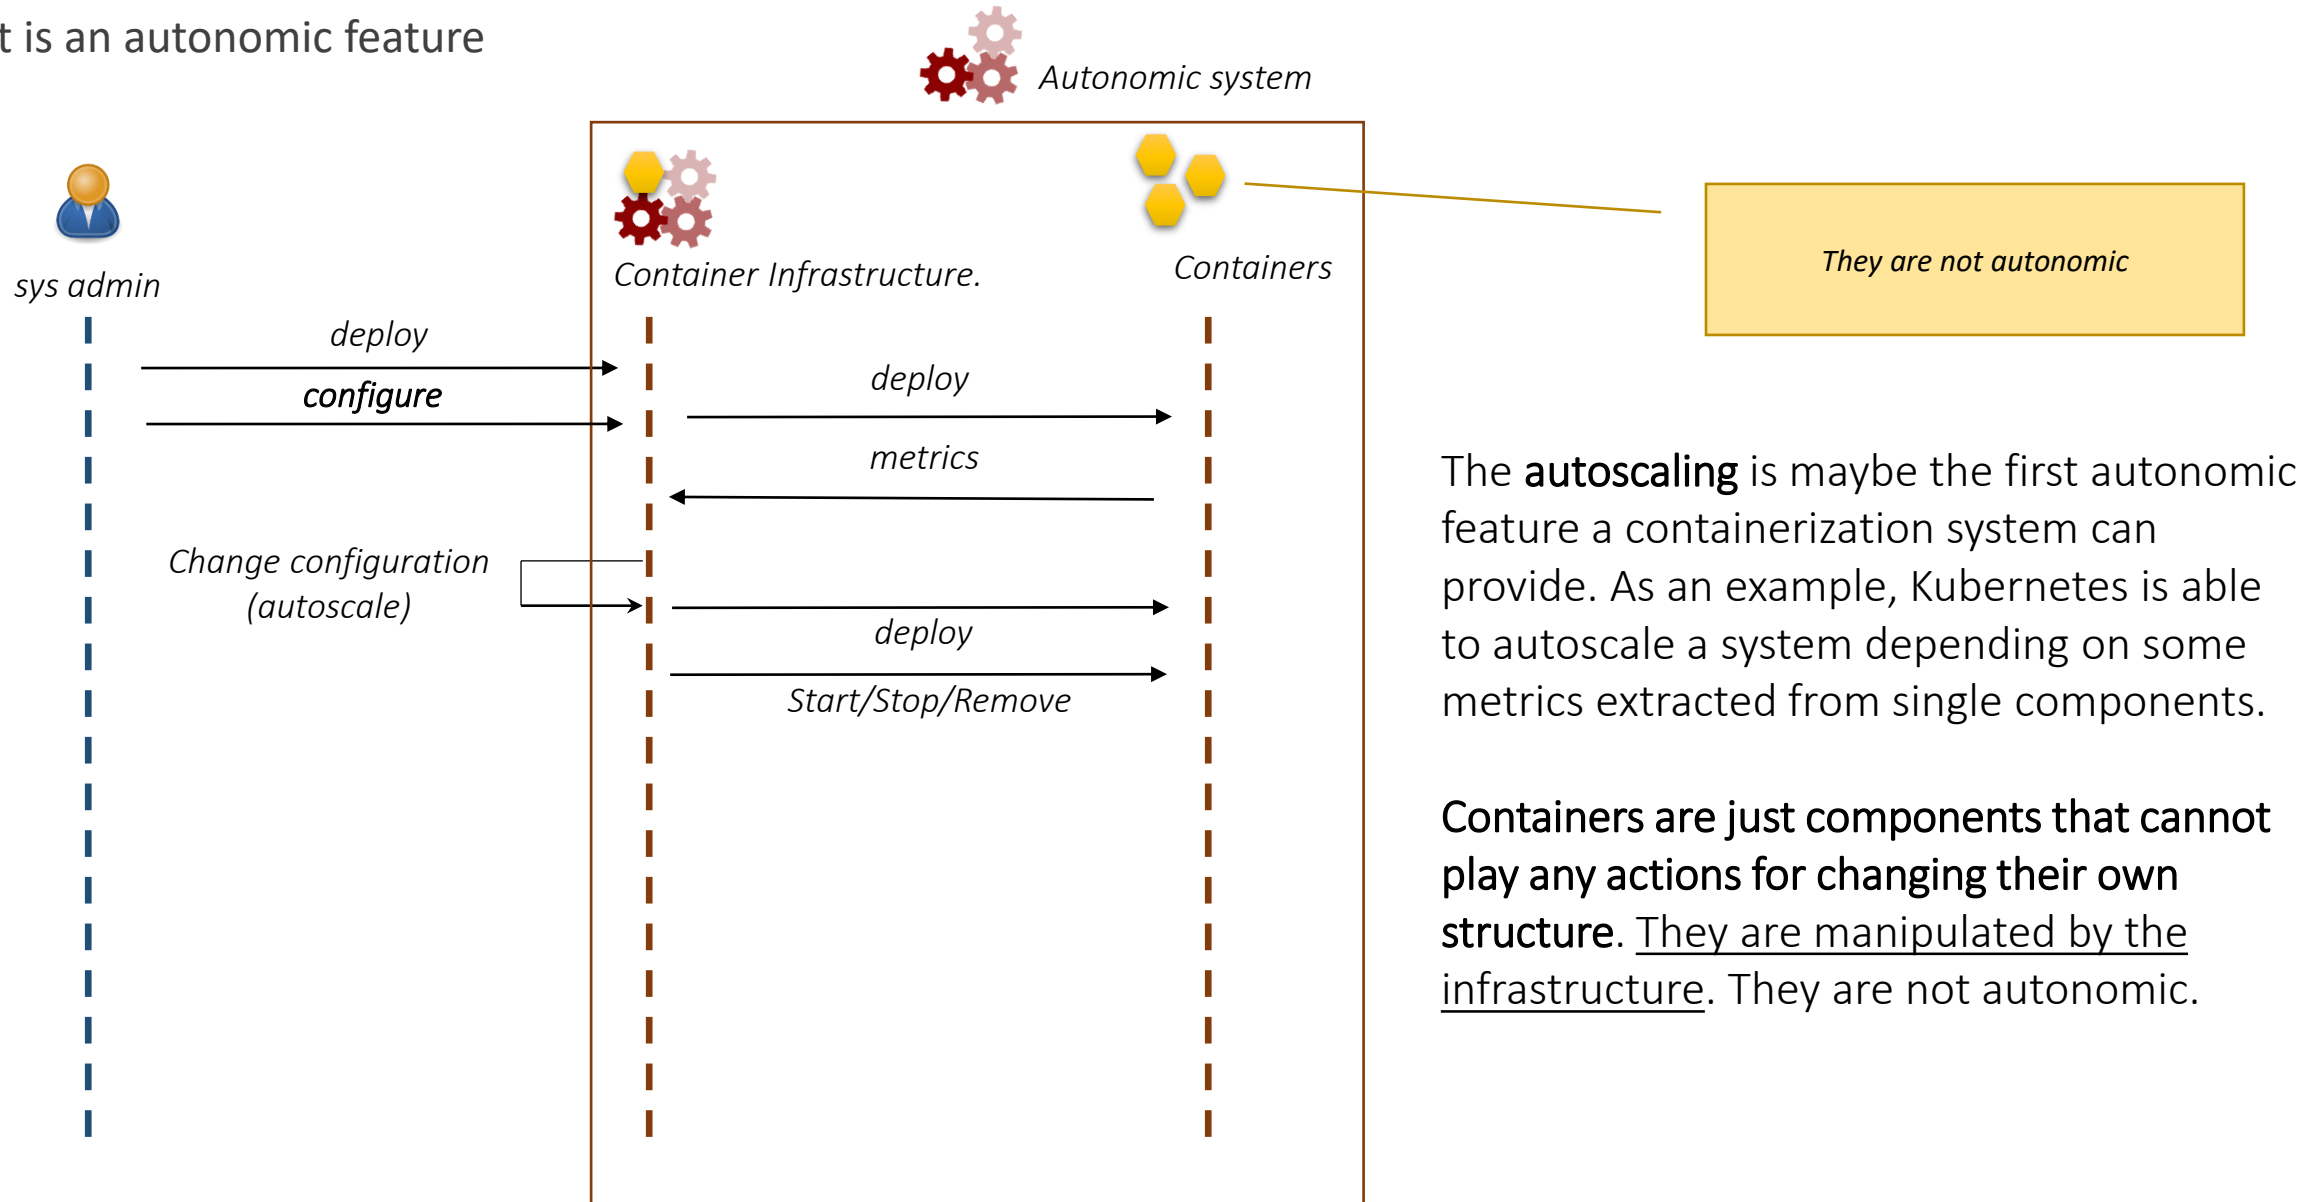 t is an autonomic feature
Autonomic system
sys admin
Container Infrastructure.
Containers
They are not autonomic
deploy
configure
deploy
metrics
Change configuration
(autoscale)
deploy
Start/Stop/Remove
The autoscaling is maybe the first autonomic
feature a containerization system can
provide. As an example, Kubernetes is able
to autoscale a system depending on some
metrics extracted from single components.
Containers are just components that cannot
play any actions for changing their own
structure. They are manipulated by the
infrastructure. They are not autonomic.